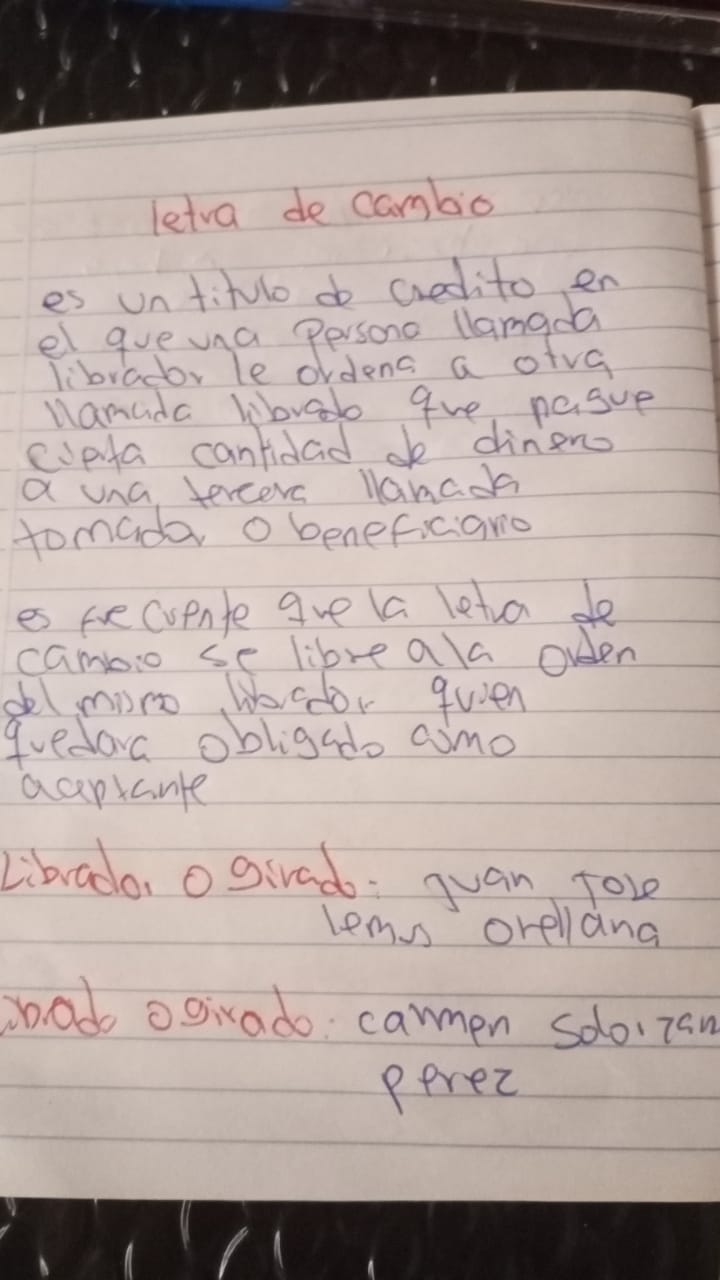 letra de cambio
es un titulo de credito en
el que una persona llamada
librador le ordena a otra
llamada librado que pague
cierta cantidad de dinero
a una tercera llamada
tomada o beneficiario
es frecuente que la letra de
cambio se libre a la orden
del mismo librador quien
quedara obligado como
aceptante
Librador o girado: juan Jose
lemus orellana
librado o girado: carmen Solorzan
perez